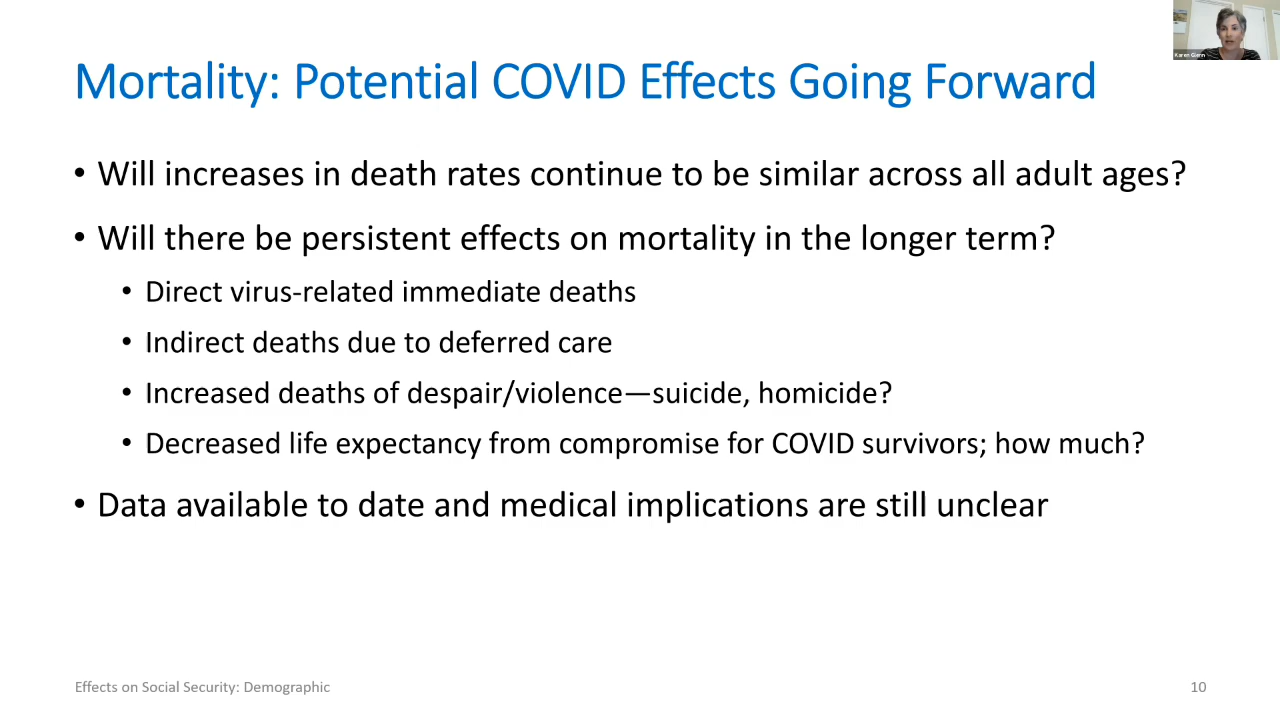 Karen Glenn
Mortality: Potential COVID Effects Going Forward
• Will increases in death rates continue to be similar across all adult ages?
• Will there be persistent effects on mortality in the longer term?
• Direct virus-related immediate deaths
• Indirect deaths due to deferred care
• Increased deaths of despair/violence—suicide, homicide?
• Decreased life expectancy from compromise for COVID survivors; how much?
• Data available to date and medical implications are still unclear
Effects on Social Security: Demographic
10